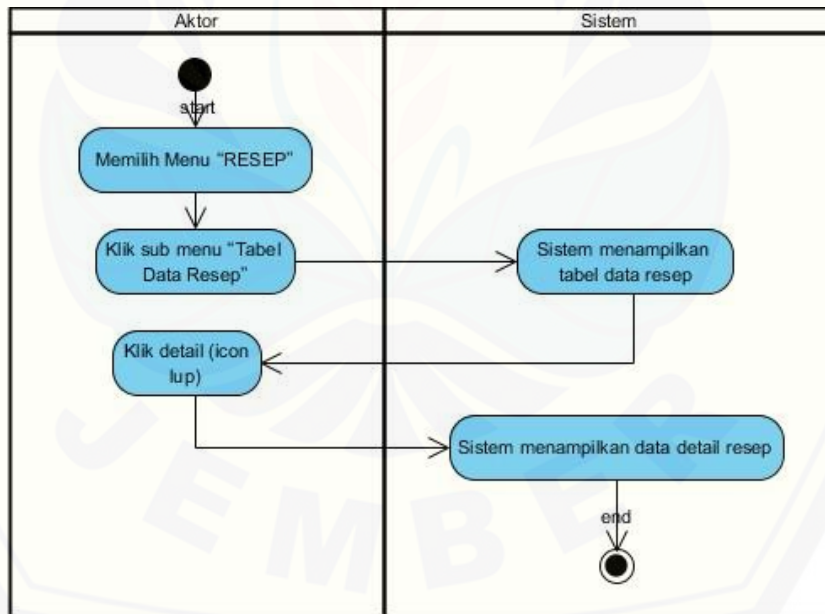 Aktor
Sistem
start
Memilih Menu “RESEP”
Klik sub menu “Tabel
Data Resep”
Sistem menampilkan
tabel data resep
Klik detail (icon
lup)
Sistem menampilkan data detail resep
end
JEMBER